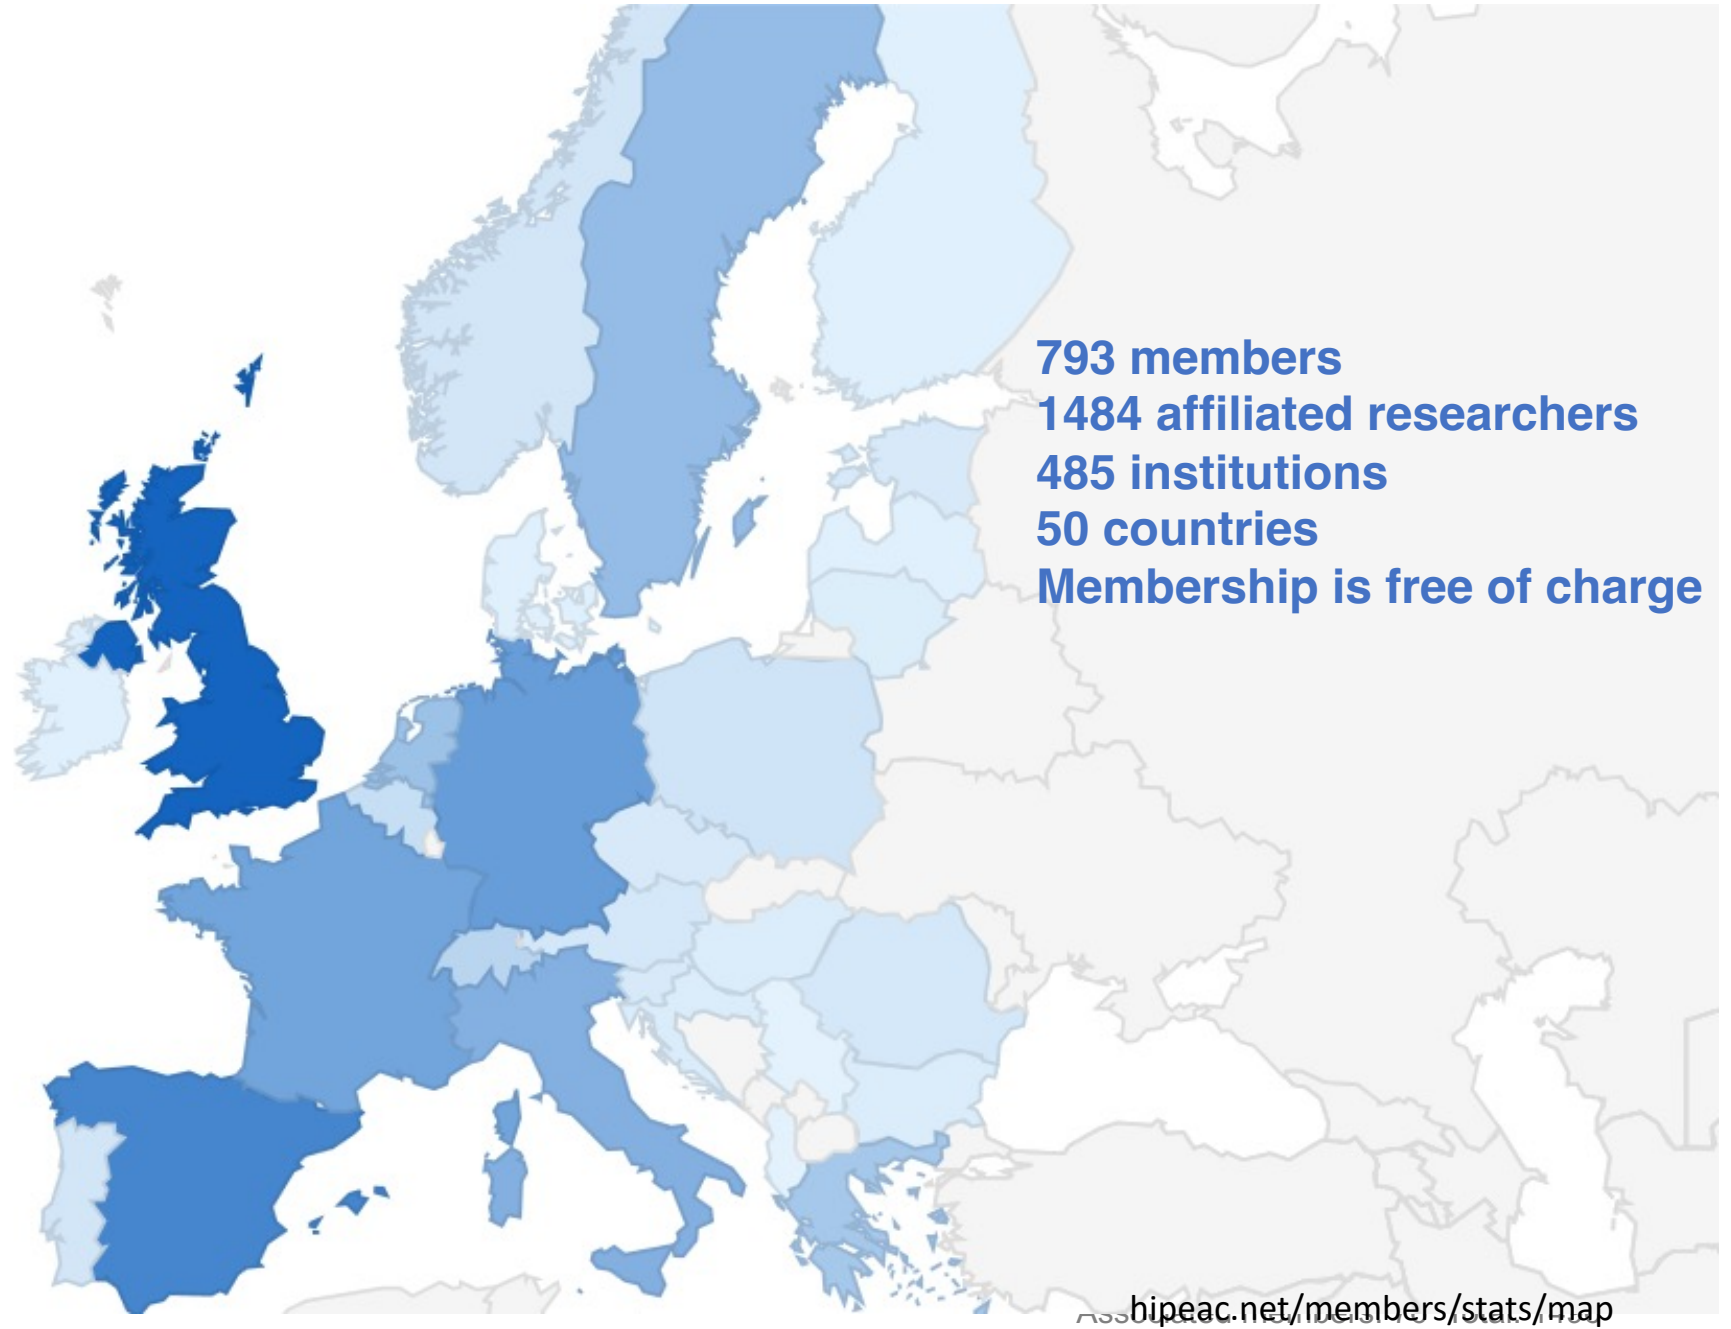 793 members
1484 affiliated researchers
485 institutions
50 countries
Membership is free of charge
hipeac.net/members/stats/map